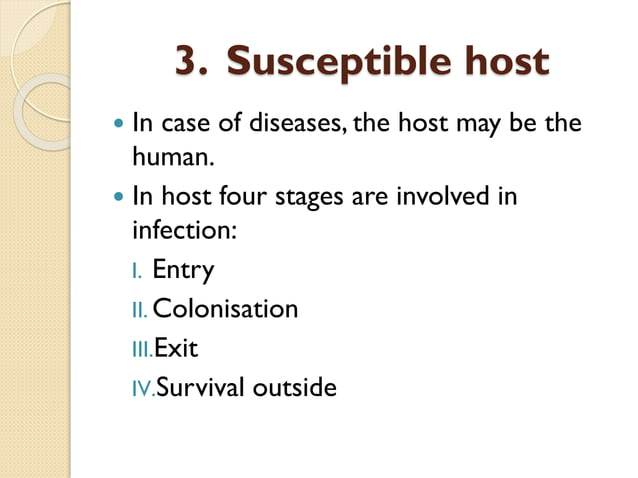 3. Susceptible host
• In case of diseases, the host may be the
human.
• In host four stages are involved in
infection:
I. Entry
II. Colonisation
III.Exit
IV.Survival outside